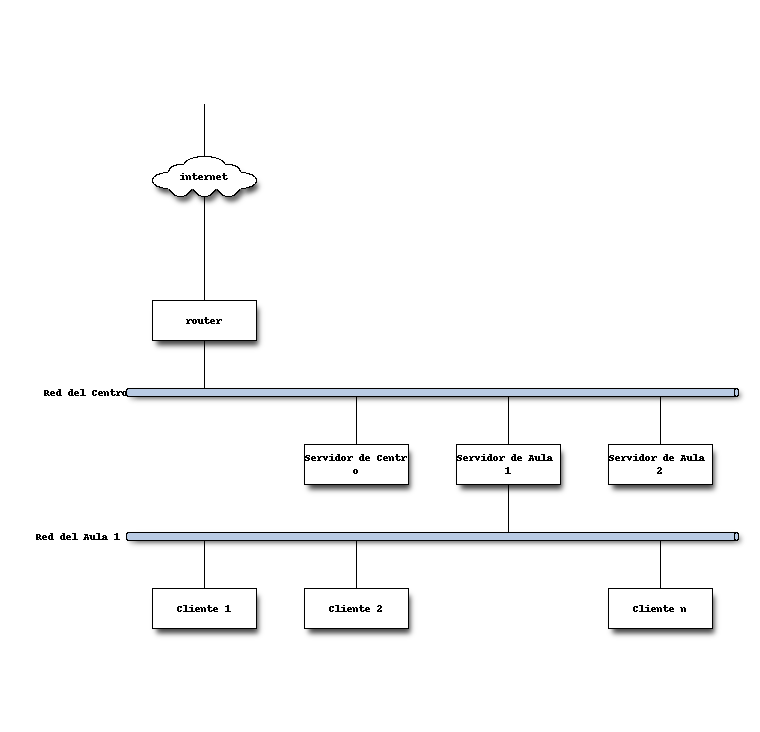 internet
router
Red del Centro
Servidor de Centr
o
Servidor de Aula
1
Servidor de Aula
2
Red del Aula 1
Cliente 1
Cliente 2
Cliente n